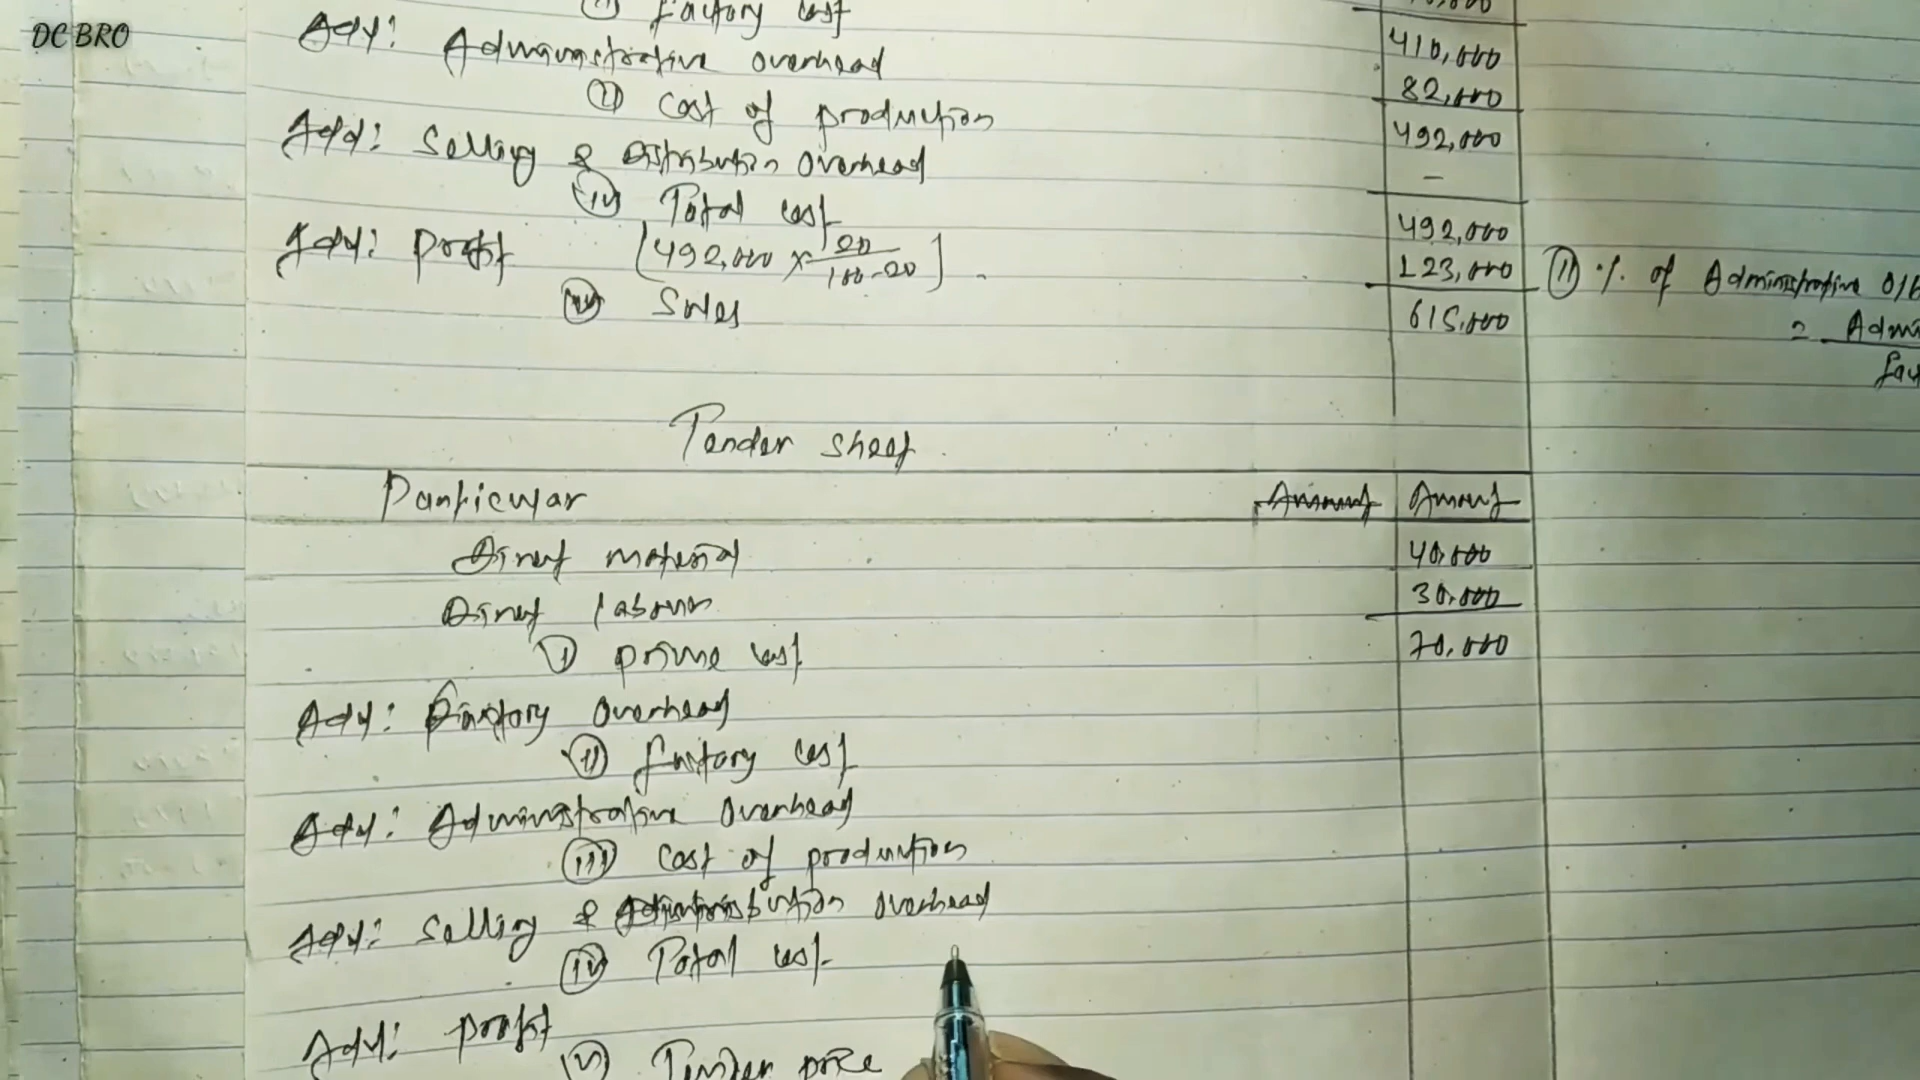 DC BRO
Factory cost
Add: Administrative overhead 410,000
82,000
Cost of production 492,000
Add: Selling & Distribution overhead -
(iv) Total cost 492,000
Add: Profit [492,000 × 20/100-20] 123,000
(v) Sales 615,000
(ii) % of Administrative O/H
= Admi
fac
Tender sheet
Particular Amount Amount
Direct material 40,000
Direct labour 30,000
(i) prime cost 70,000
Add: Factory overhead
(ii) factory cost
Add: Administrative overhead
(iii) cost of production
Add: Selling & Distribution overhead
(iv) Total cost
Add: profit
(v) Tender price